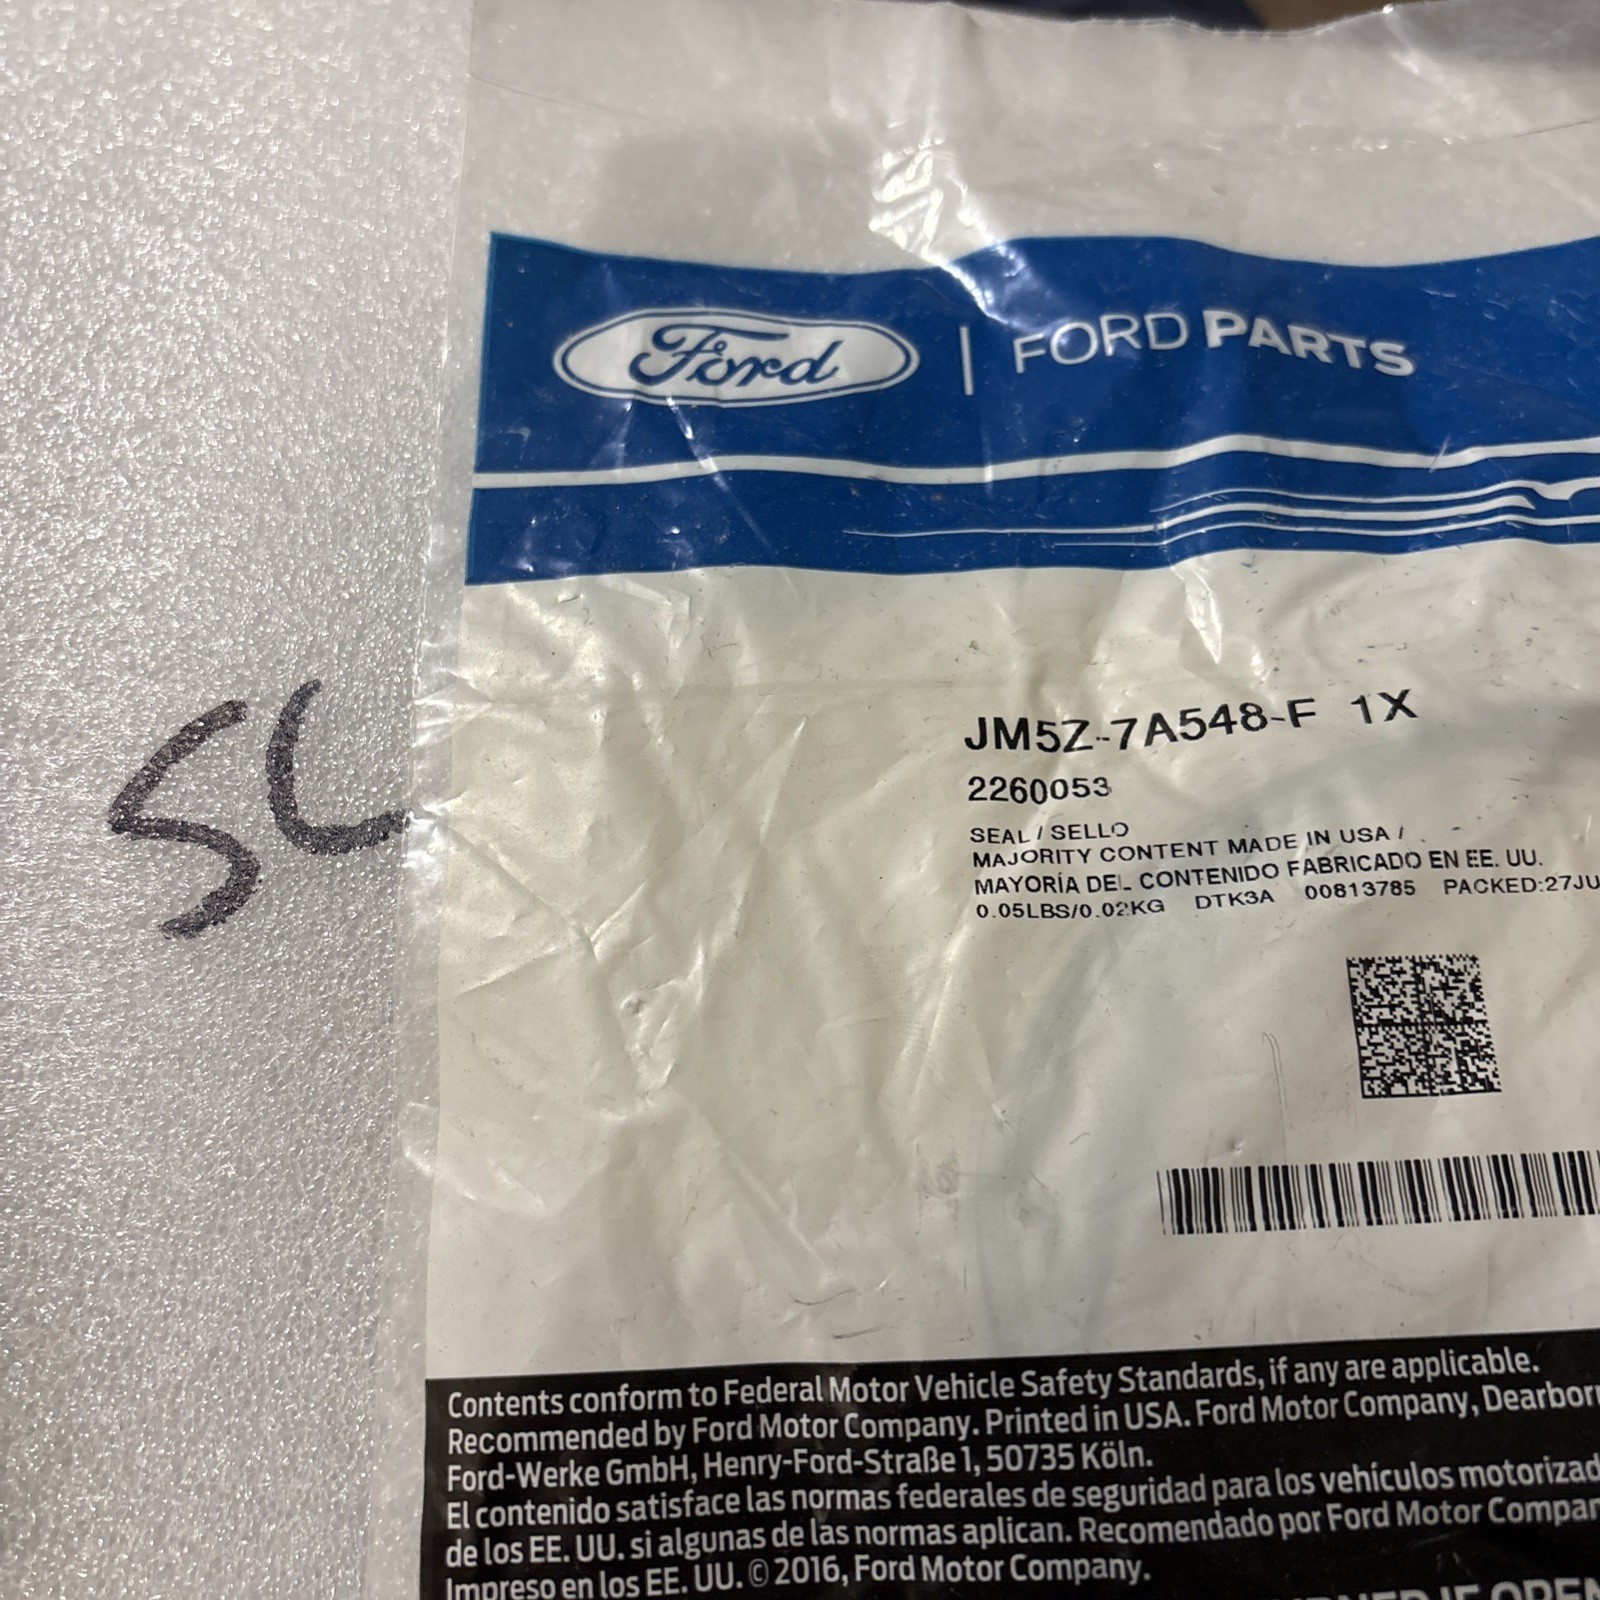 Ford | FORD PARTS
SL
JM5Z-7A548-F 1X
2260053
SEAL / SELLO
MAJORITY CONTENT MADE IN USA /
MAYORÍA DEL CONTENIDO FABRICADO EN EE. UU.
0.05LBS/0.02KG DTK3A 00813785 PACKED:27JU
Contents conform to Federal Motor Vehicle Safety Standards, if any are applicable.
Recommended by Ford Motor Company. Printed in USA. Ford Motor Company, Dearborn
Ford-Werke GmbH, Henry-Ford-Straße 1, 50735 Köln.
El contenido satisface las normas federales de seguridad para los vehículos motorizad
de los EE. UU. si algunas de las normas aplican. Recomendado por Ford Motor Compan
Impreso en los EE. UU. © 2016, Ford Motor Company.
IF OPEN